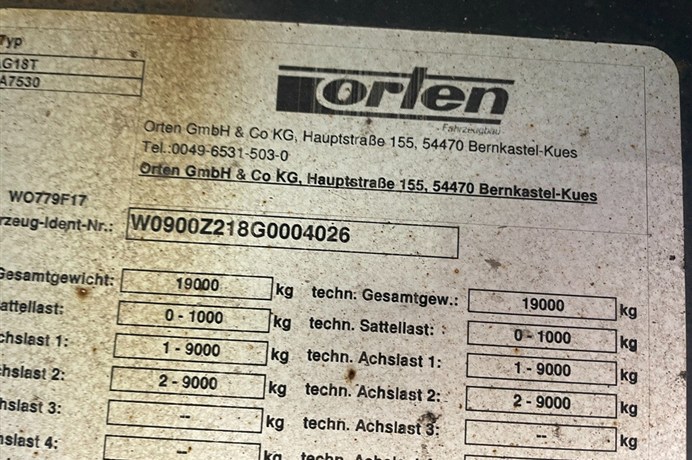 Typ
G18T
A7530
orten
Fahrzeugbau
Orten GmbH & Co KG, Hauptstraße 155, 54470 Bernkastel-Kues
Tel.:0049-6531-503-0
Orten GmbH & Co KG, Hauptstraße 155, 54470 Bernkastel-Kues
WO779F17
rzeug-Ident-Nr.: W0900Z218G0004026
Gesamtgewicht: 19000 kg techn. Gesamtgew.: 19000 kg
attellast: 0 - 1000 kg techn. Sattellast: 0 - 1000 kg
chslast 1: 1 - 9000 kg techn. Achslast 1: 1 - 9000 kg
chslast 2: 2 - 9000 kg techn. Achslast 2: 2 - 9000 kg
hslast 3: -- kg techn. Achslast 3: -- kg
slast 4: -- kg